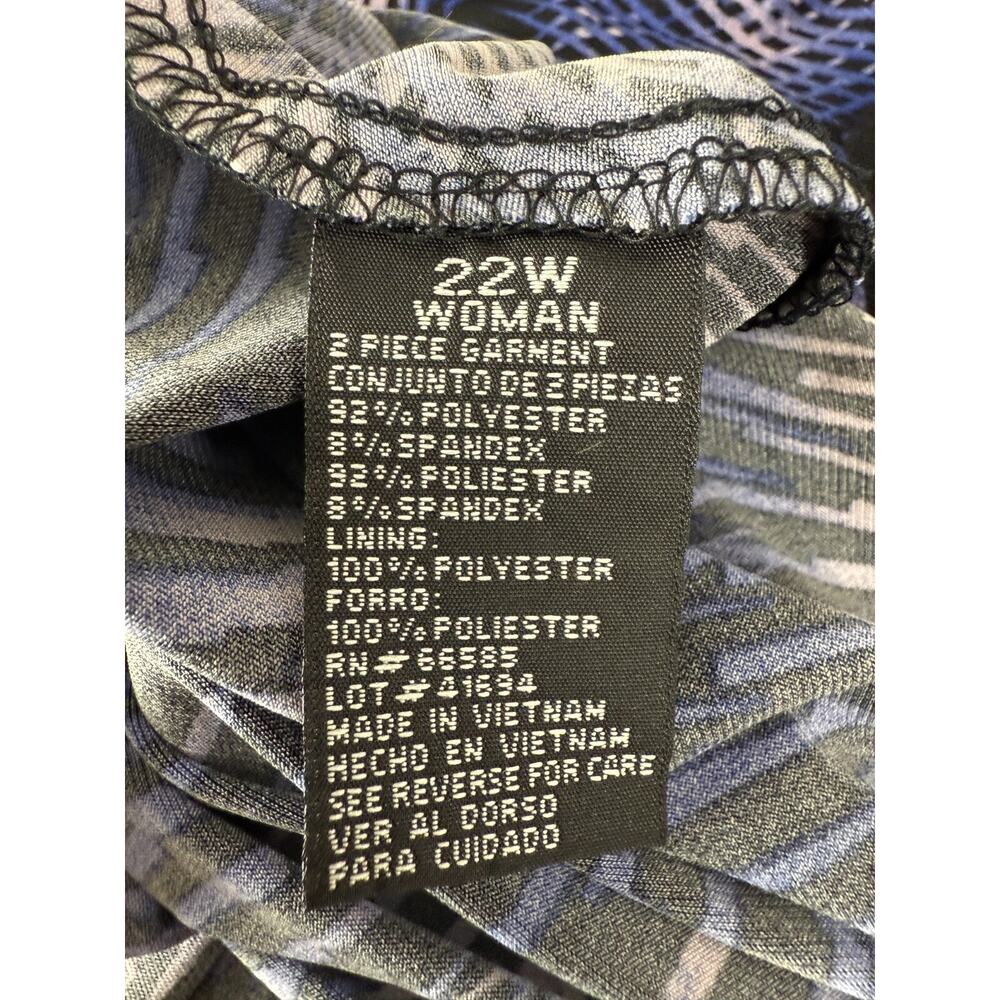 22W
WOMAN
2 PIECE GARMENT
CONJUNTO DE 2 PIEZAS
92% POLYESTER
8% SPANDEX
92% POLIESTER
8% SPANDEX
LINING:
100% POLYESTER
FORRO:
100% POLIESTER
RN# 66585
LOT# 41694
MADE IN VIETNAM
HECHO EN VIETNAM
SEE REVERSE FOR CARE
VER AL DORSO
PARA CUIDADO